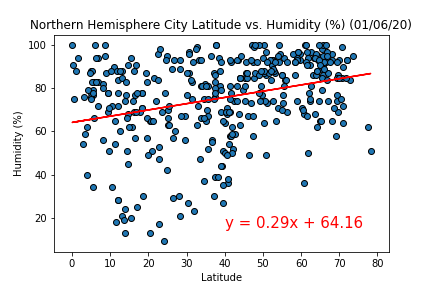 Northern Hemisphere City Latitude vs. Humidity (%) (01/06/20)
100
80
60
40
20
Humidity (%)
y = 0.29x + 64.16
0 10 20 30 40 50 60 70 80
Latitude